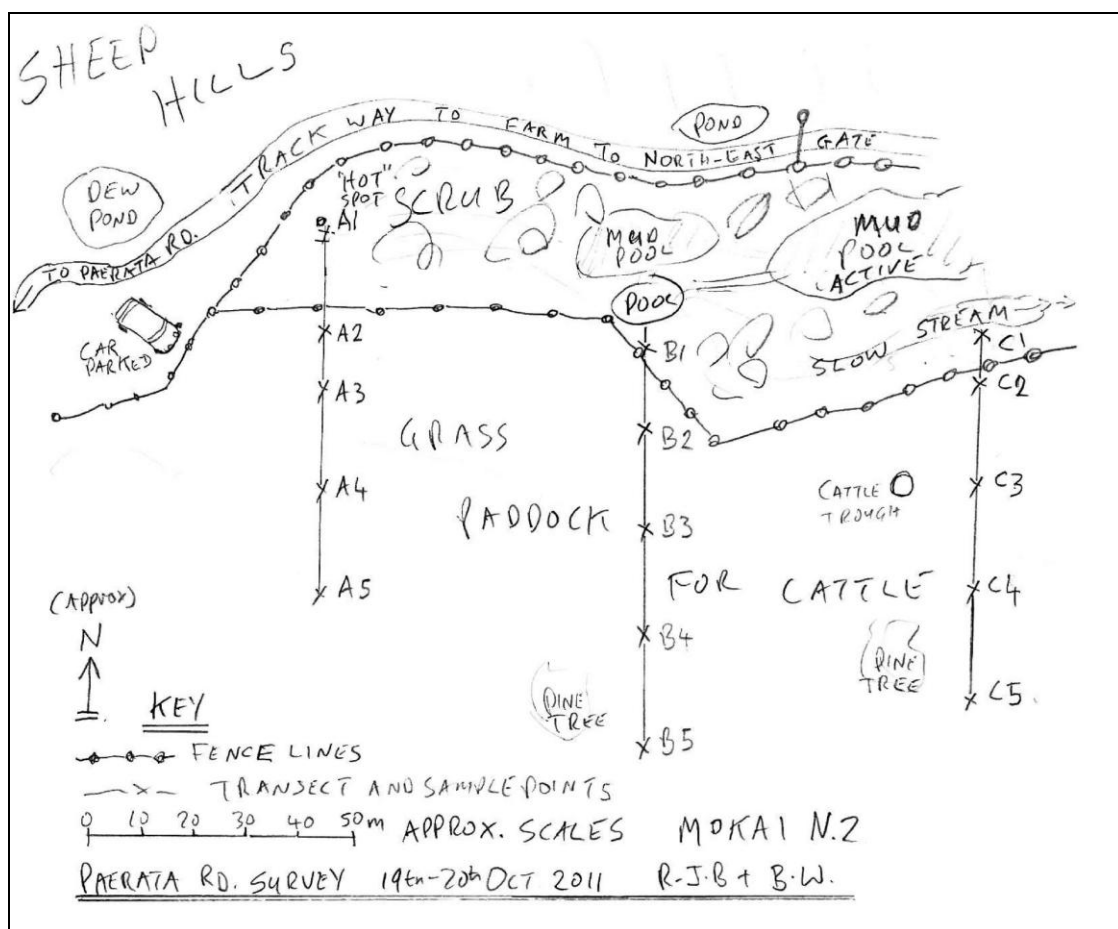 SHEEP
HILLS
TRACK WAY TO FARM TO NORTH-EAST GATE
POND
DEW
POND
"HOT"
SPOT
SCRUB
A1
MUD
POOL
MUD
POOL
ACTIVE
TO PAERATA RD.
POOL
CAR
PARKED
SLOW STREAM
A2
B1
C1
C2
A3
GRASS
B2
A4
CATTLE
TROUGH
C3
PADDOCK
B3
A5
FOR CATTLE
C4
(APPROX)
N
B4
PINE
TREE
PINE
TREE
C5.
B5
KEY
FENCE LINES
TRANSECT AND SAMPLE POINTS
0 10 20 30 40 50m APPROX. SCALES MOKAI N.Z
PAERATA RD. SURVEY 19th-20th OCT 2011 R.J.B + B.W.